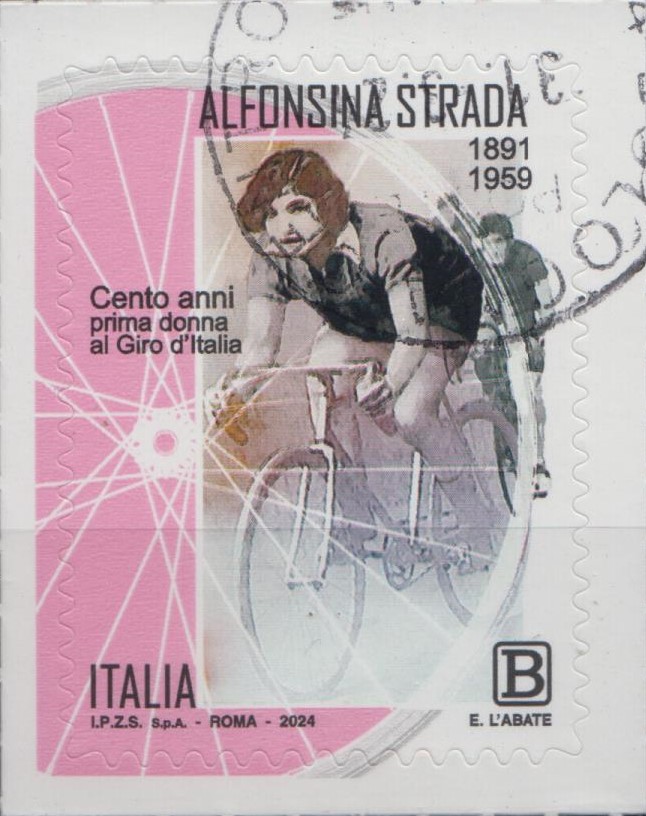 ALFONSINA STRADA
1891
1959
Cento anni
prima donna
al Giro d'Italia
ITALIA
B
I.P.Z.S. S.p.A. - ROMA - 2024
E. L'ABATE